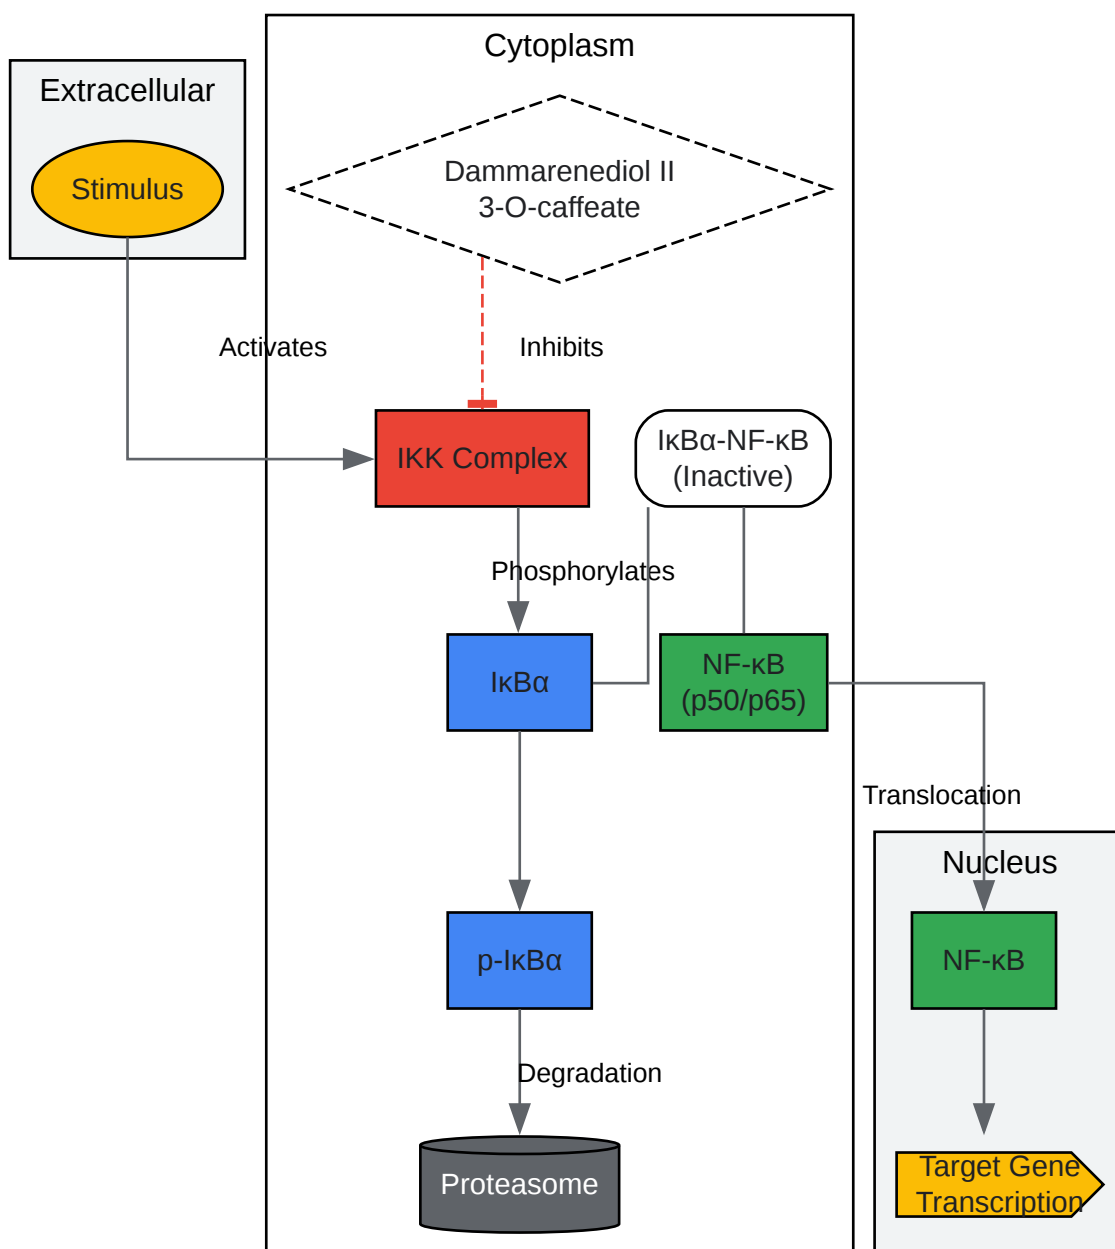 Cytoplasm
Extracellular
Stimulus
Dammarenediol II
3-O-caffeate
Activates
Inhibits
IKK Complex
IκBα-NF-κB
(Inactive)
Phosphorylates
IκBα
NF-κB
(p50/p65)
Translocation
Nucleus
p-IκBα
NF-κB
Degradation
Proteasome
Target Gene
Transcription